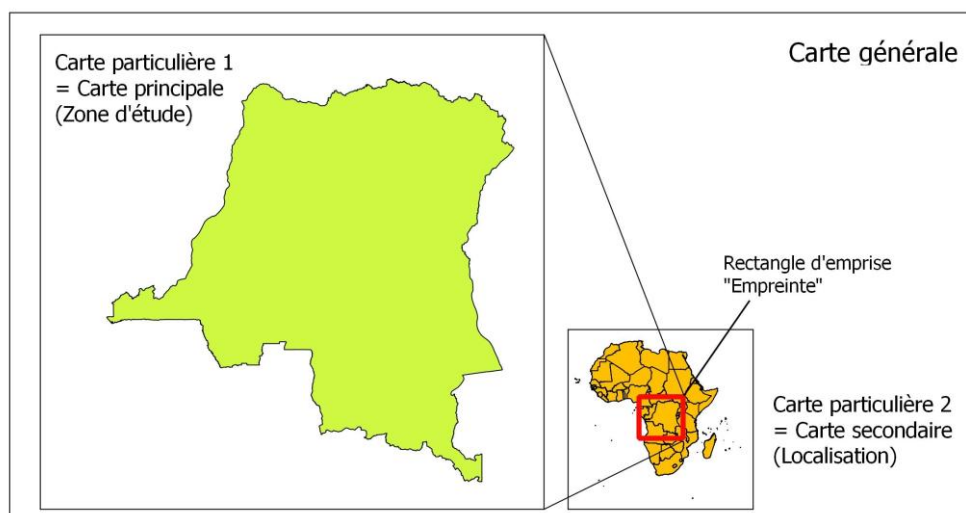 Carte particulière 1
= Carte principale
(Zone d'étude)
Carte générale
Rectangle d'emprise
"Empreinte"
Carte particulière 2
= Carte secondaire
(Localisation)